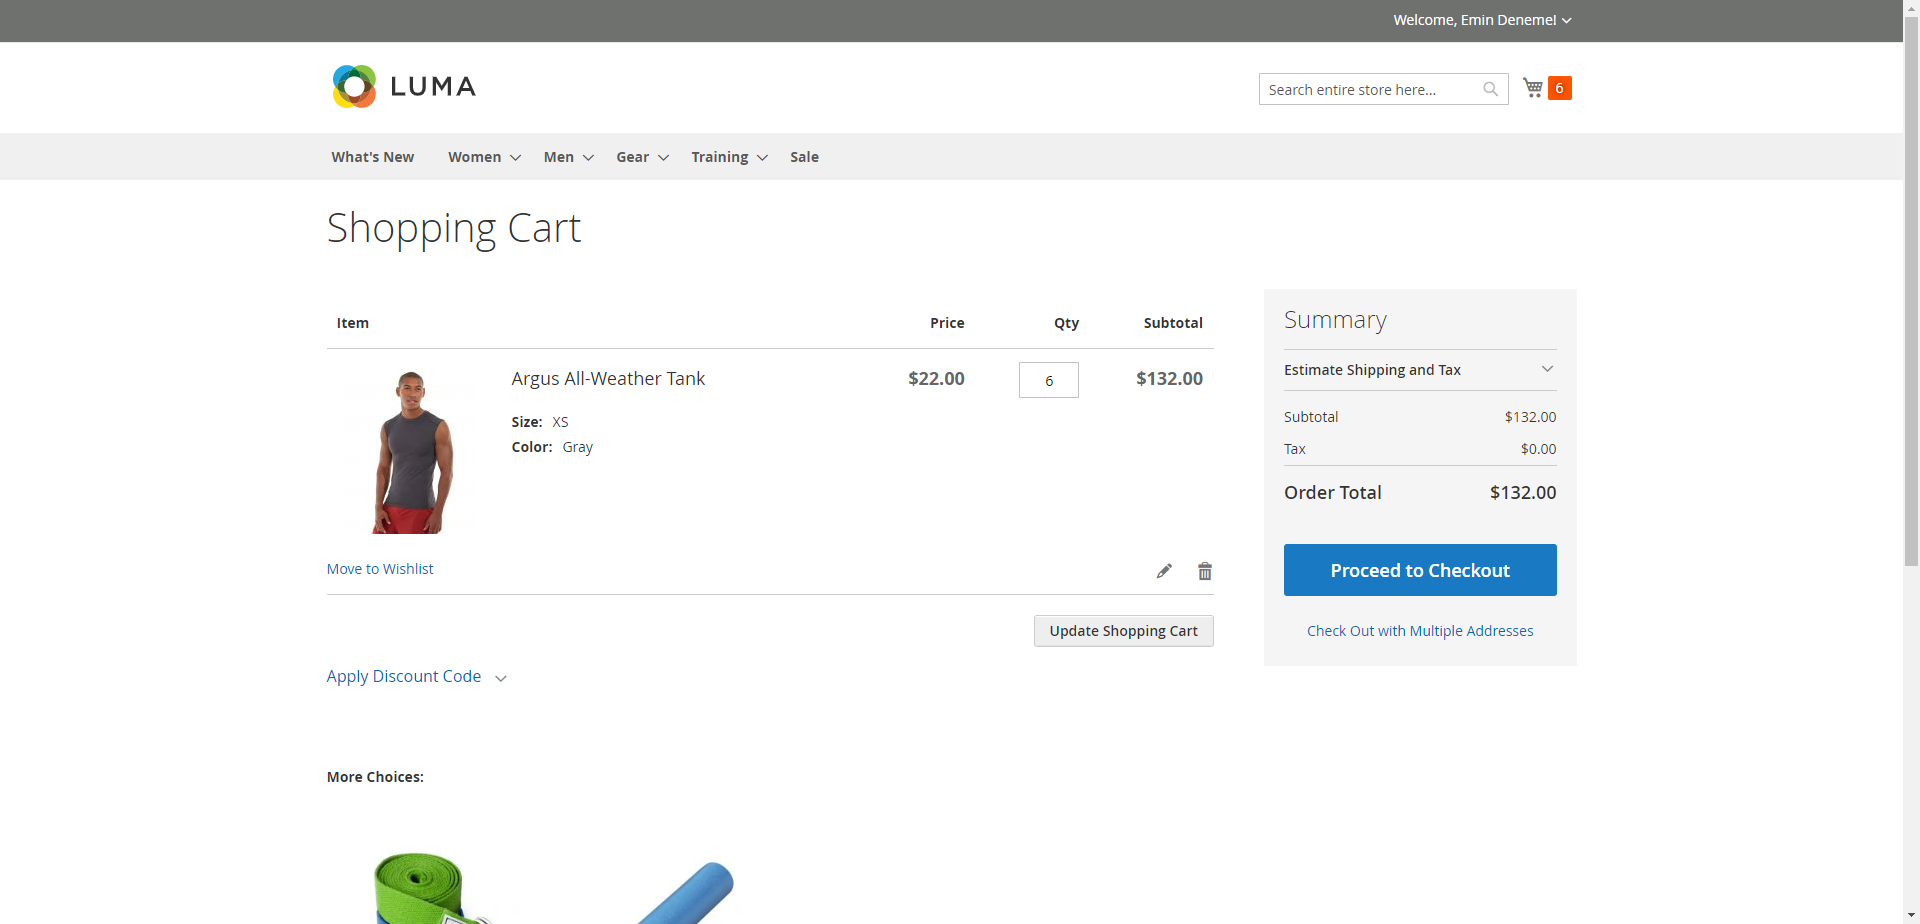 Welcome, Emin Denemel
LUMA
Search entire store here...
6
What's New Women Men Gear Training Sale
Shopping Cart
Item Price Qty Subtotal
Argus All-Weather Tank $22.00 6 $132.00
Size: XS
Color: Gray
Move to Wishlist
Update Shopping Cart
Apply Discount Code
Summary
Estimate Shipping and Tax
Subtotal $132.00
Tax $0.00
Order Total $132.00
Proceed to Checkout
Check Out with Multiple Addresses
More Choices: